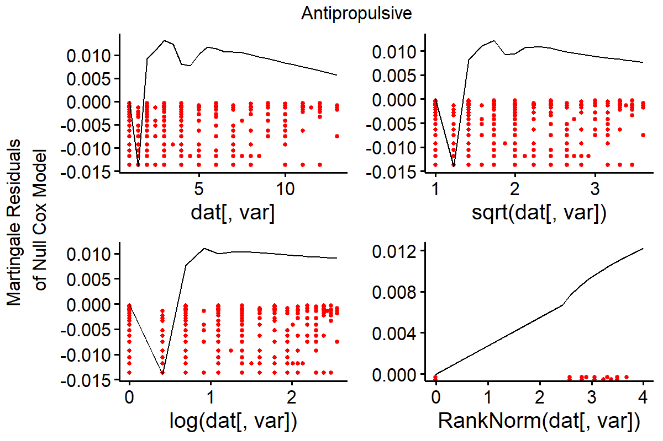 Antipropulsive
Martingale Residuals
of Null Cox Model
0.010
0.005
0.000
-0.005
-0.010
-0.015
5 10
dat[, var]
0.010
0.005
0.000
-0.005
-0.010
-0.015
1 2 3
sqrt(dat[, var])
0.010
0.005
0.000
-0.005
-0.010
-0.015
0 1 2
log(dat[, var])
0.012
0.008
0.004
0.000
0 1 2 3 4
RankNorm(dat[, var])